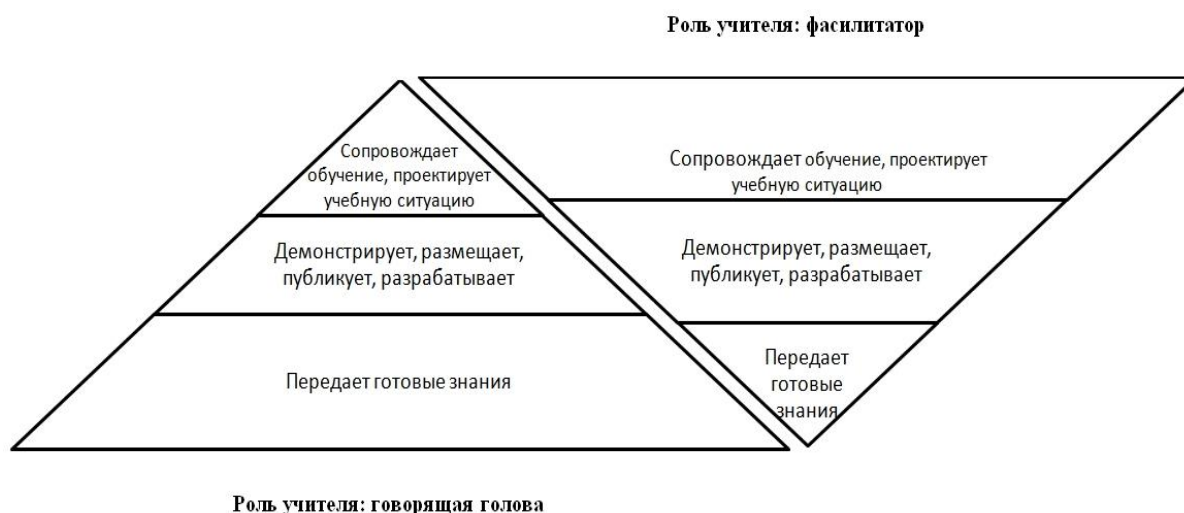 Роль учителя: фасилитатор
Сопровождает
обучение, проектирует
учебную ситуацию
Демонстрирует, размещает,
публикует, разрабатывает
Передает готовые знания
Сопровождает обучение, проектирует
учебную ситуацию
Демонстрирует, размещает,
публикует, разрабатывает
Передает
готовые
знания
Роль учителя: говорящая голова